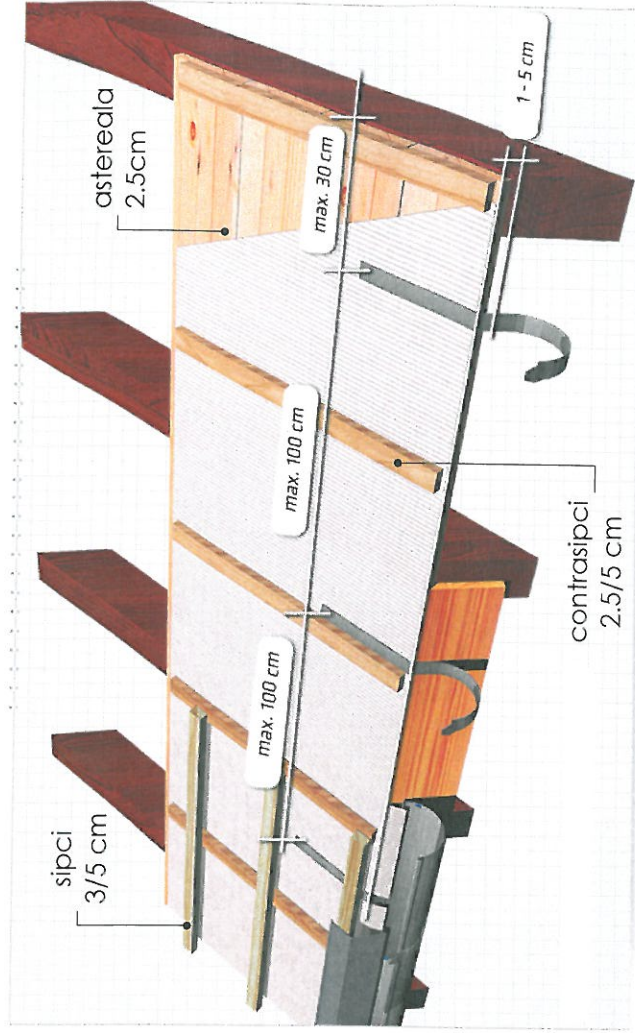 sipci
3/5 cm
astereala
2.5cm
max. 100 cm
max. 100 cm
max. 30 cm
1 - 5 cm
contrasipci
2.5/5 cm